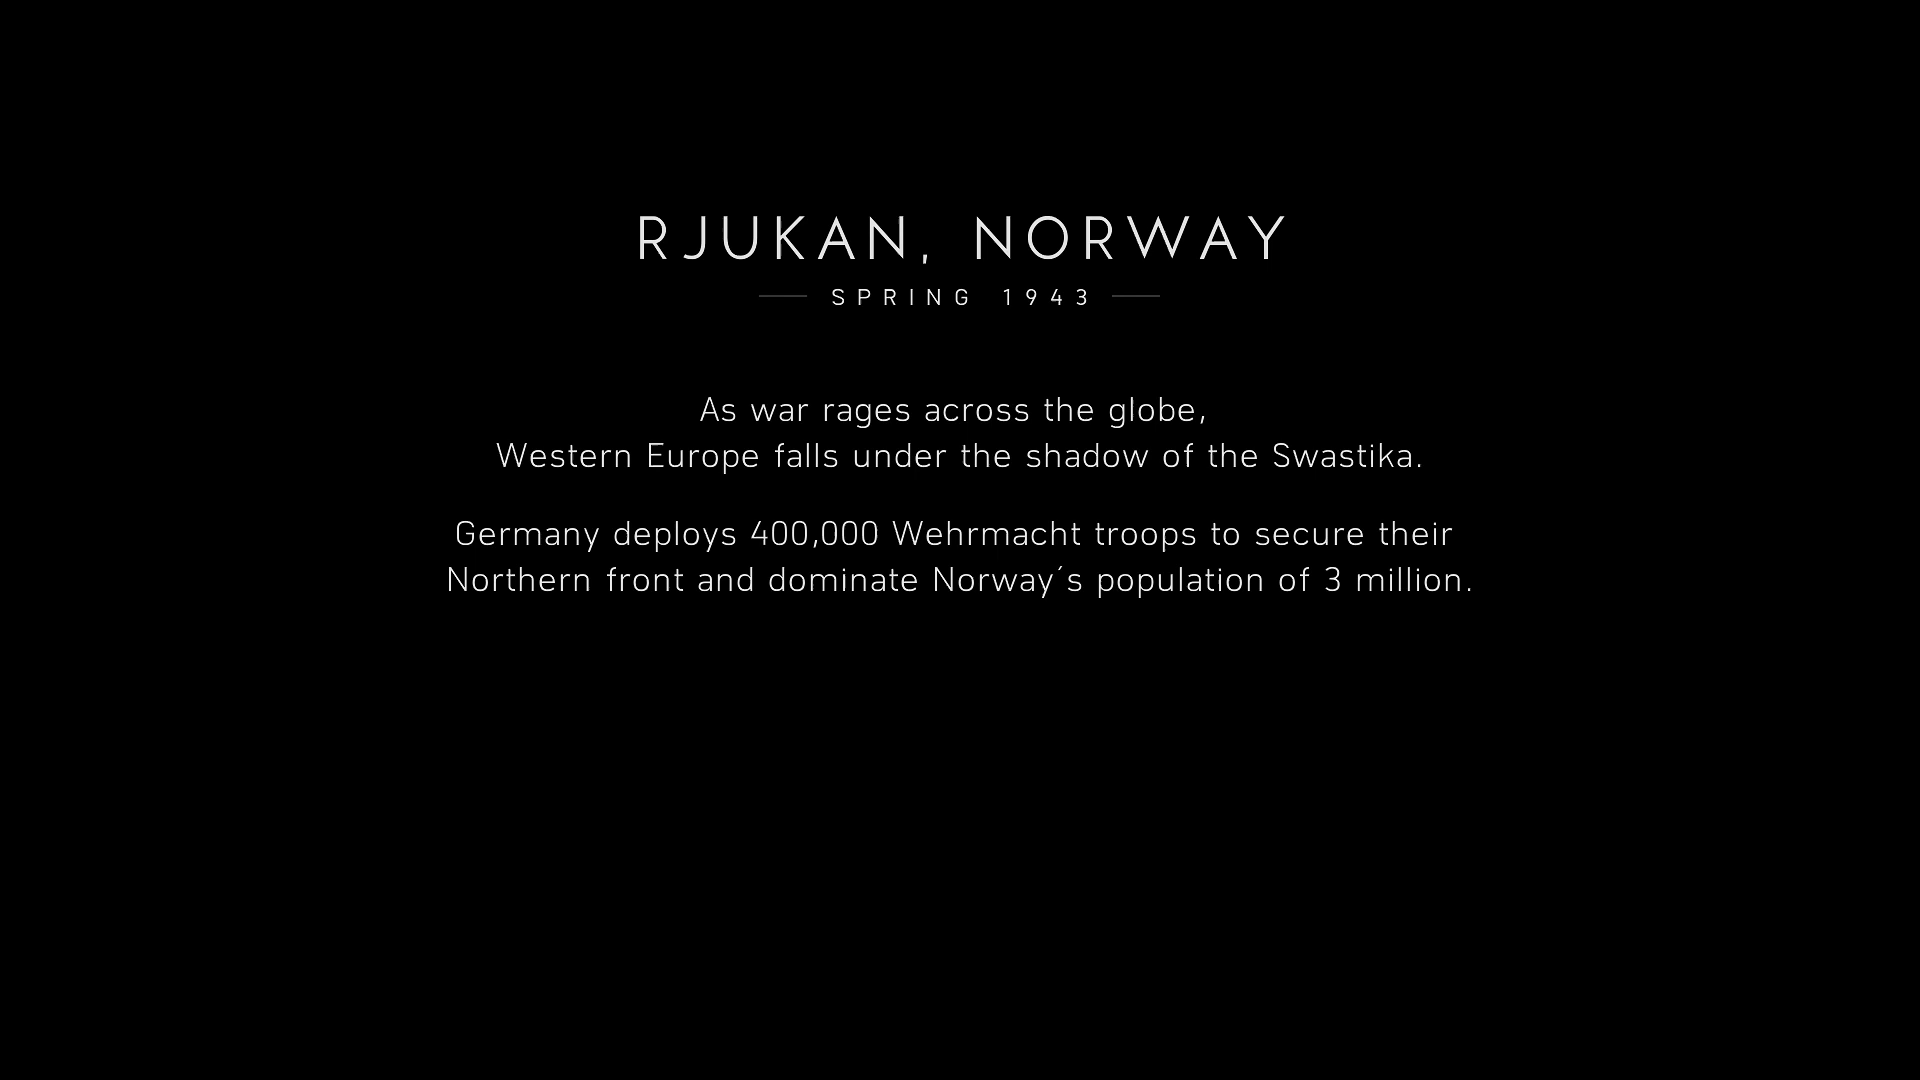 RJUKAN, NORWAY
SPRING 1943
As war rages across the globe,
Western Europe falls under the shadow of the Swastika.
Germany deploys 400,000 Wehrmacht troops to secure their
Northern front and dominate Norway´s population of 3 million.